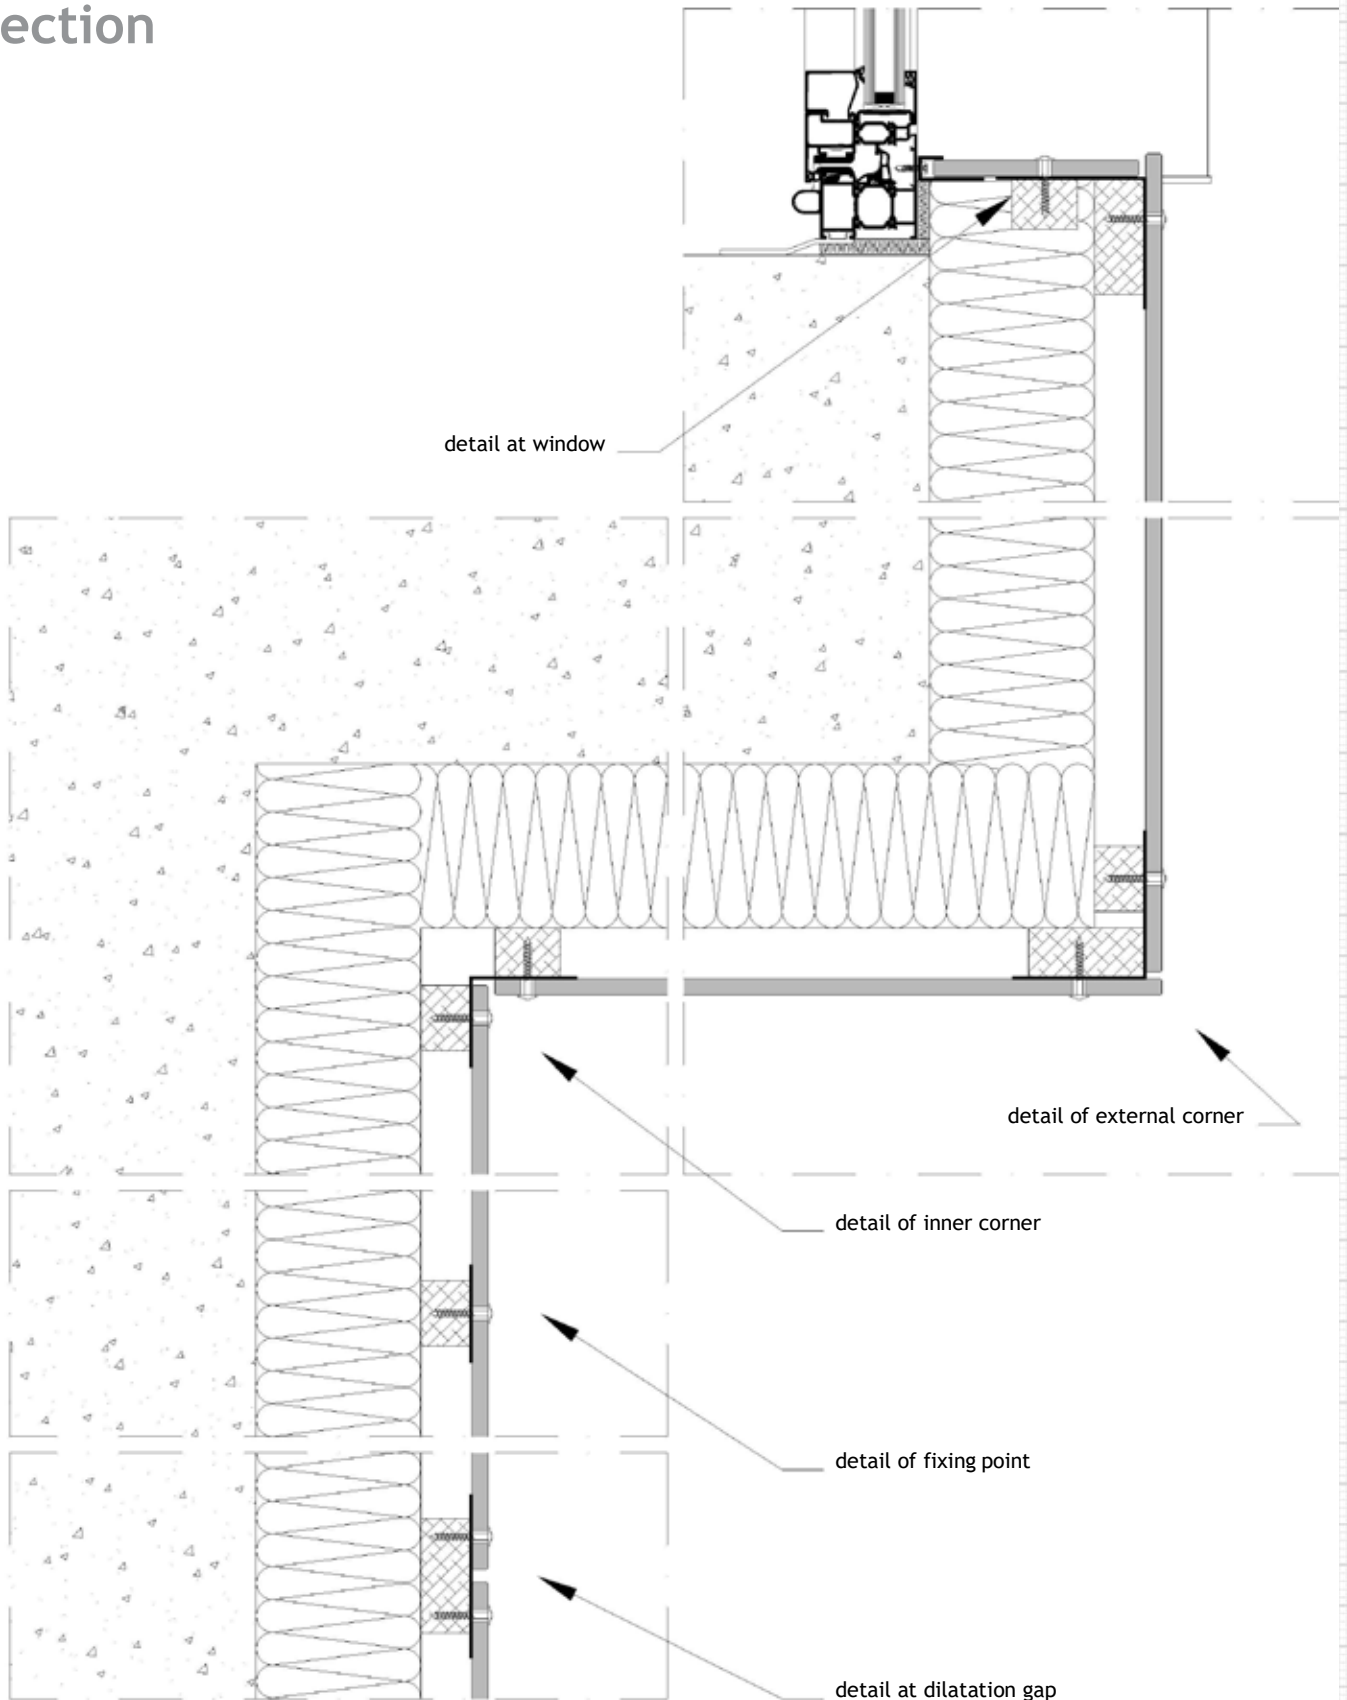 ection
detail at window
detail of external corner
detail of inner corner
detail of fixing point
detail at dilatation gap